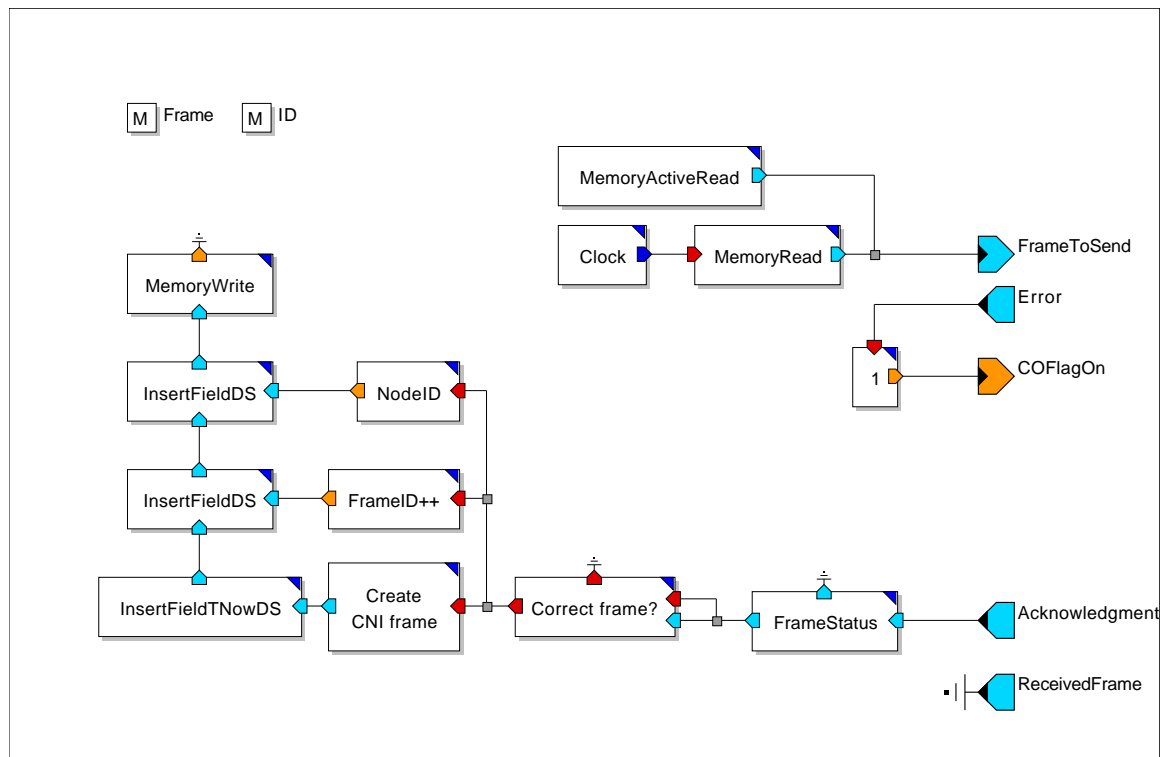 M Frame M ID
MemoryActiveRead
Clock MemoryRead FrameToSend
MemoryWrite
Error
1 COFlagOn
InsertFieldDS NodeID
InsertFieldDS FrameID++
InsertFieldTNowDS
Create
CNI frame
Correct frame?
FrameStatus
Acknowledgment
ReceivedFrame